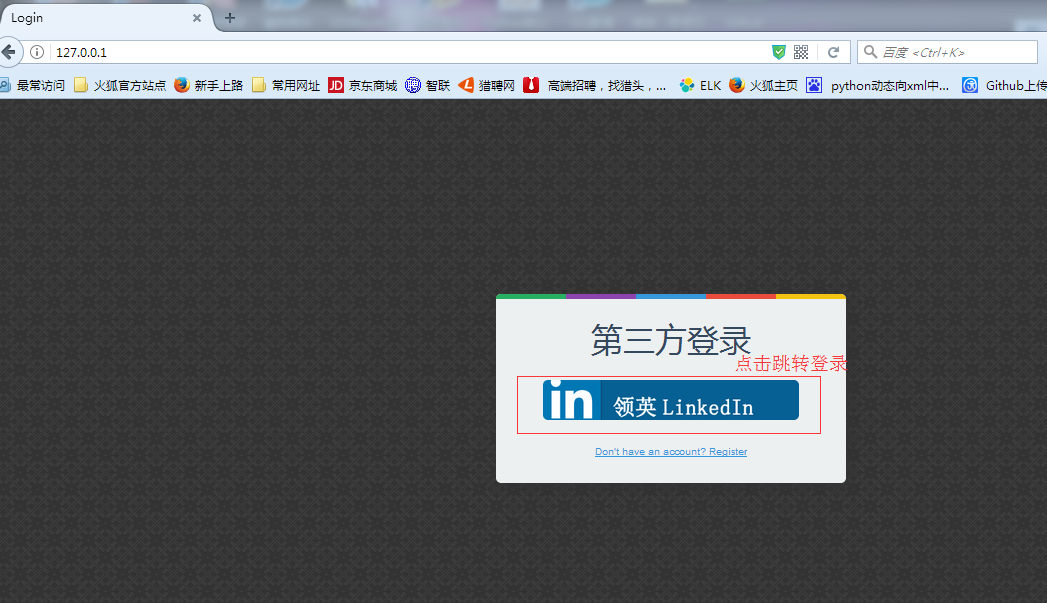 Login
127.0.0.1
百度 <Ctrl+K>
最常访问 火狐官方站点 新手上路 常用网址 JD 京东商城 智联 猎聘网 高端招聘，找猎头，... ELK 火狐主页 python动态向xml中... Github上传
第三方登录
点击跳转登录
in 领英 LinkedIn
Don't have an account? Register